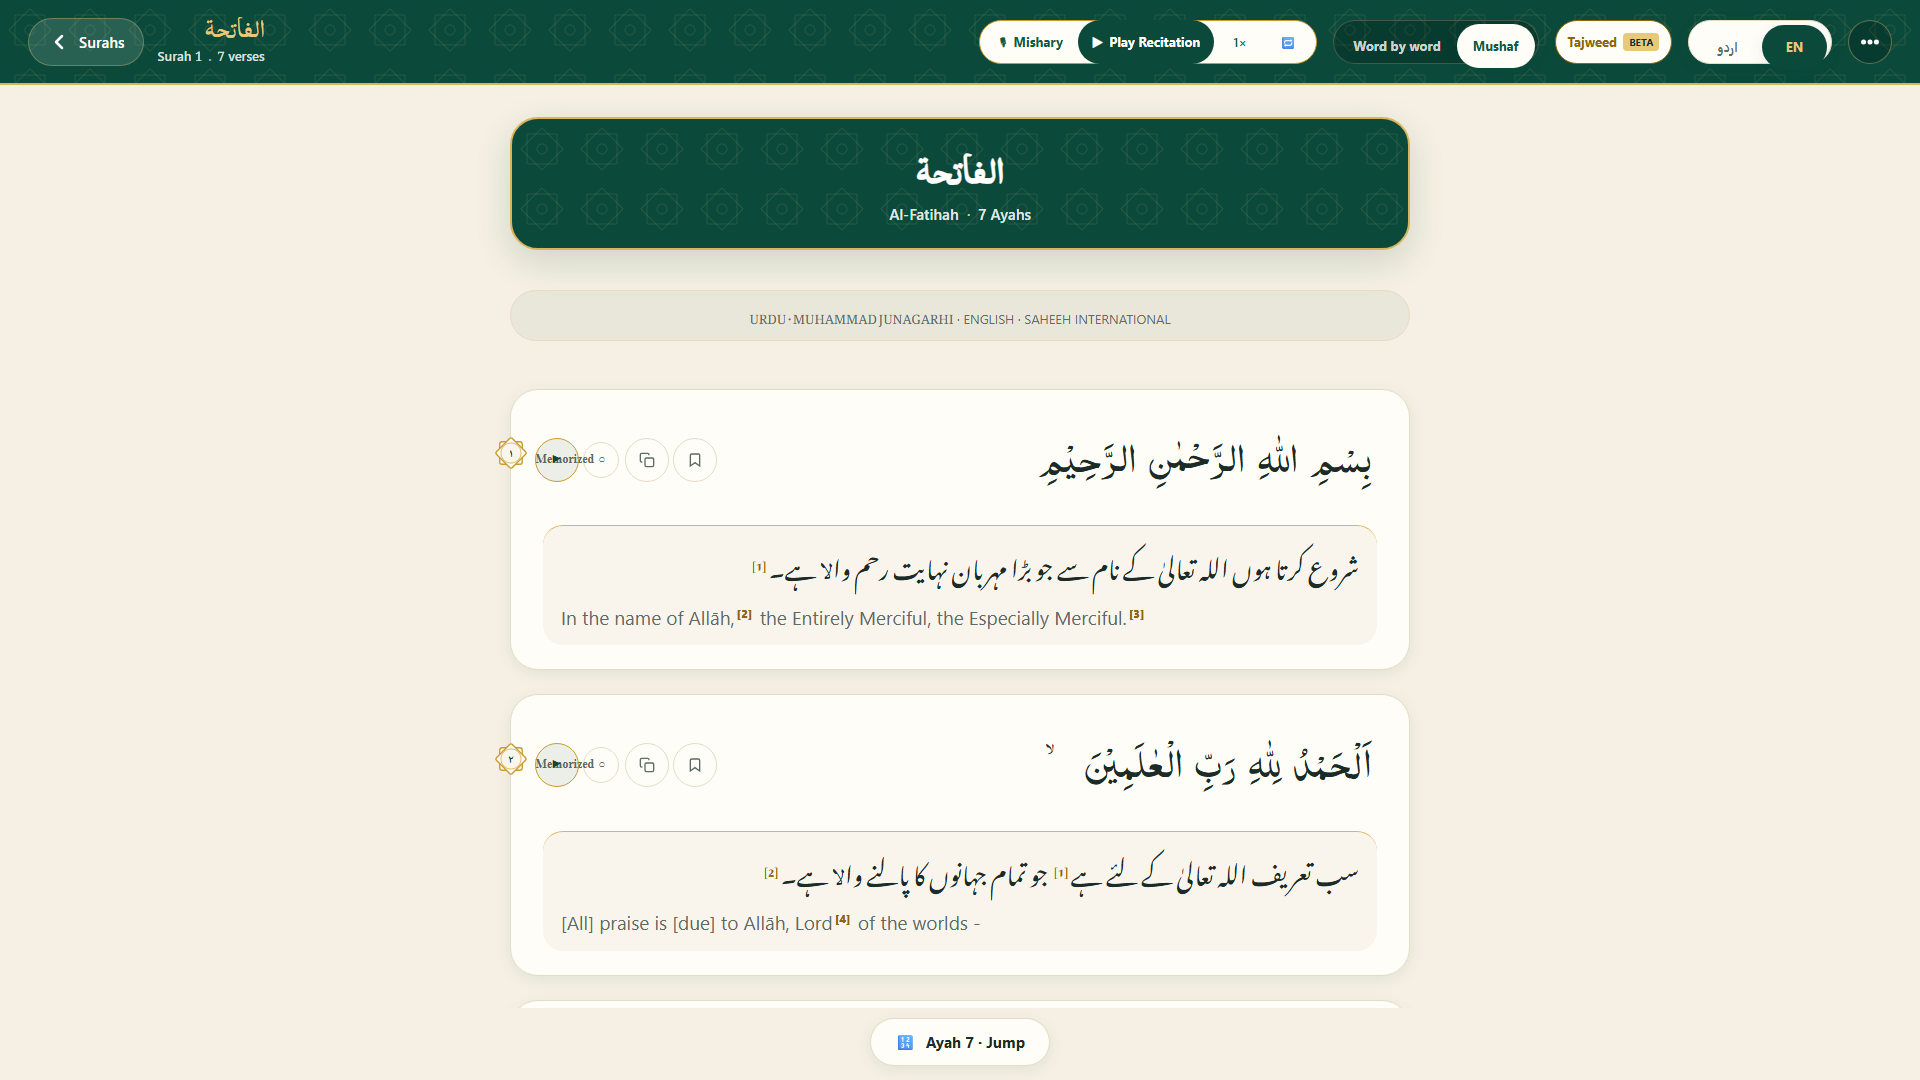 Surahs
الفاتحة
Surah 1 . 7 verses
Mishary
Play Recitation
1×
Word by word
Mushaf
Tajweed BETA
اردو
EN
الفاتحة
Al-Fatihah · 7 Ayahs
URDU · MUHAMMAD JUNAGARHI · ENGLISH · SAHEEH INTERNATIONAL
١
Memorized
بِسْمِ اللّٰهِ الرَّحْمٰنِ الرَّحِيْمِ
شروع کرتا ہوں اللہ تعالیٰ کے نام سے جو بڑا مہربان نہایت رحم والا ہے۔[1]
In the name of Allāh,[2] the Entirely Merciful, the Especially Merciful.[3]
٢
Memorized
اَلْحَمْدُ لِلّٰهِ رَبِّ الْعٰلَمِيْنَ ۙ
سب تعریف اللہ تعالیٰ کے لئے ہے[1] جو تمام جہانوں کا پالنے والا ہے۔[2]
[All] praise is [due] to Allāh, Lord[4] of the worlds -
Ayah 7 · Jump